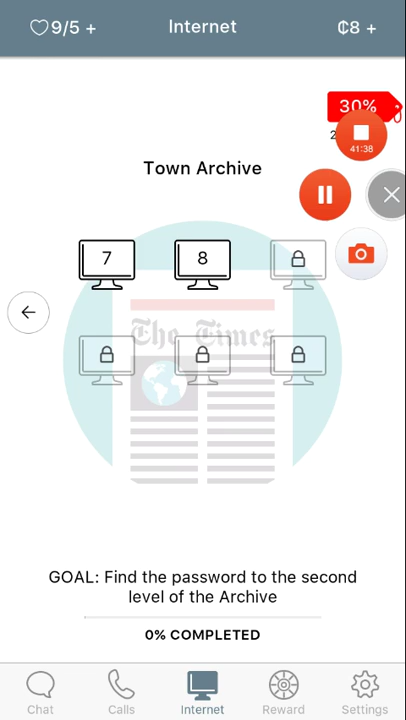 9/5 +
Internet
₵8 +
30%
2
41:38
Town Archive
7
8
The Times
GOAL: Find the password to the second
level of the Archive
0% COMPLETED
Chat
Calls
Internet
Reward
Settings